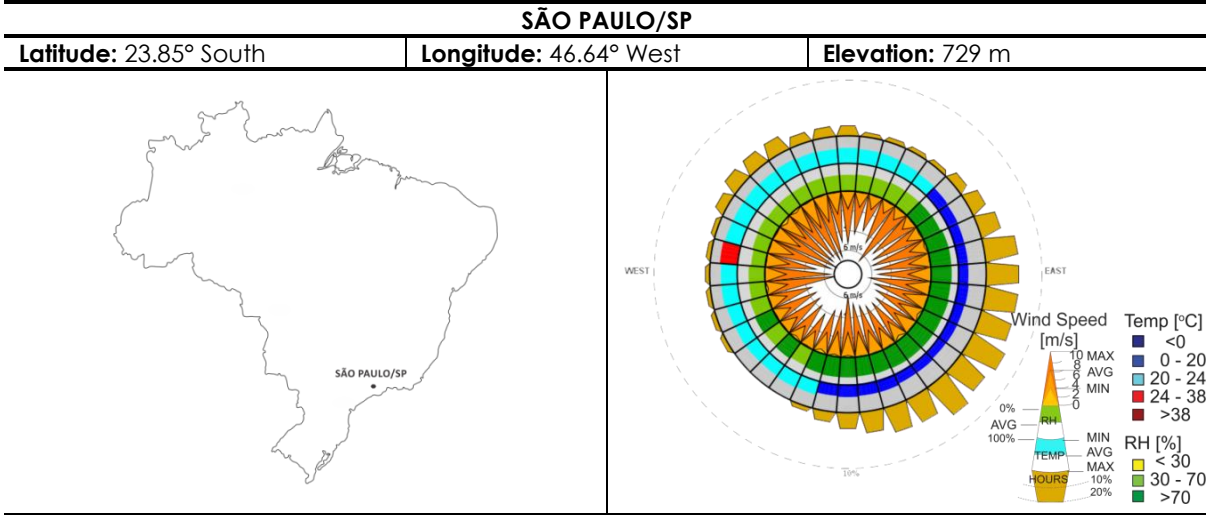 SÃO PAULO/SP
Latitude: 23.85° South
Longitude: 46.64° West
Elevation: 729 m
SÃO PAULO/SP
WEST
EAST
6 m/s
6 m/s
10%
Wind Speed
[m/s]
10 MAX
8
6 AVG
4
2 MIN
0
0%
AVG
100%
RH
TEMP
HOURS
MIN
AVG
MAX
10%
20%
Temp [°C]
<0
0 - 20
20 - 24
24 - 38
>38
RH [%]
< 30
30 - 70
>70